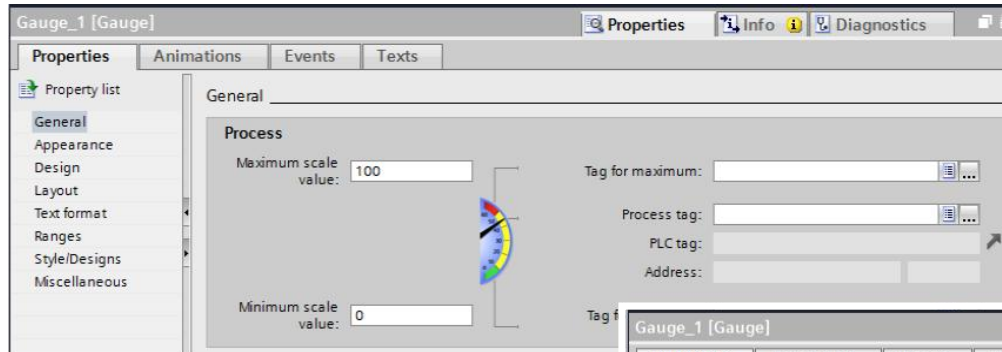 Gauge_1 [Gauge] Properties Info Diagnostics
Properties Animations Events Texts
Property list
General
Appearance
Design
Layout
Text format
Ranges
Style/Designs
Miscellaneous
General
Process
Maximum scale value: 100
Tag for maximum:
Process tag:
PLC tag:
Address:
Minimum scale value: 0
Tag
Gauge_1 [Gauge]